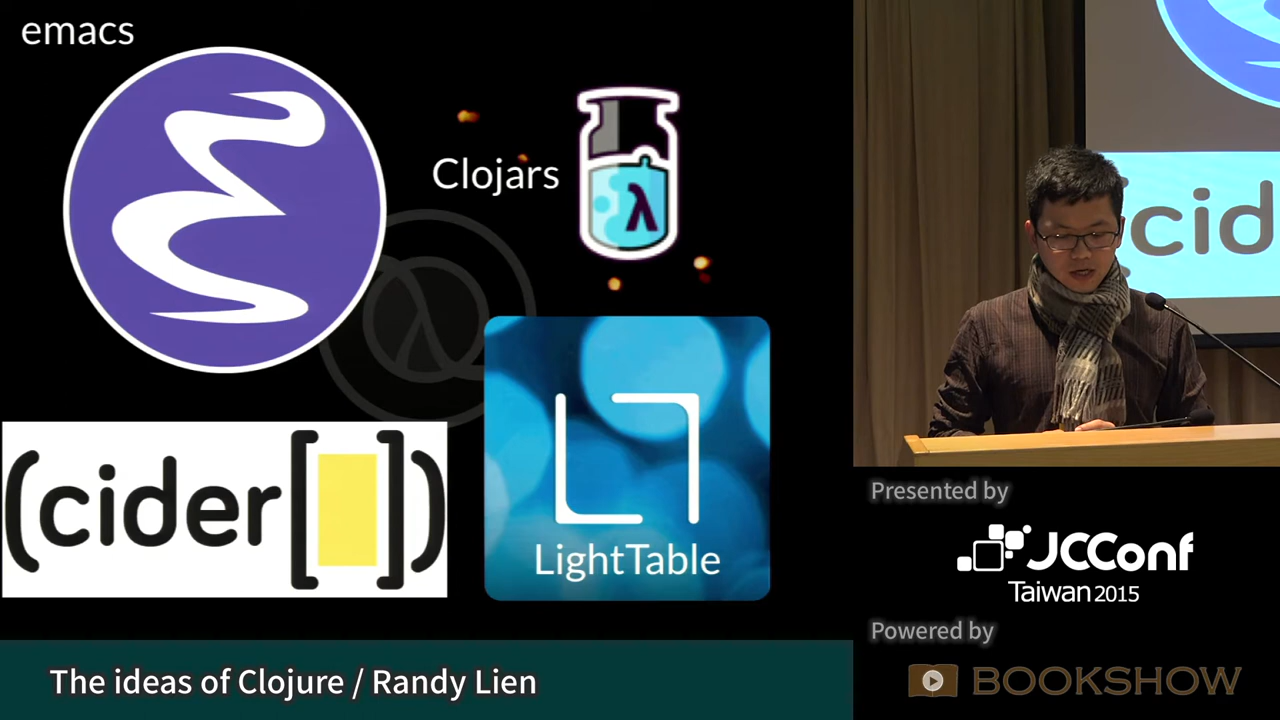 emacs
Clojars
λ
(cider[ ])
LightTable
(cid
The ideas of Clojure / Randy Lien
Presented by
JCConf
Taiwan 2015
Powered by
BOOKSHOW